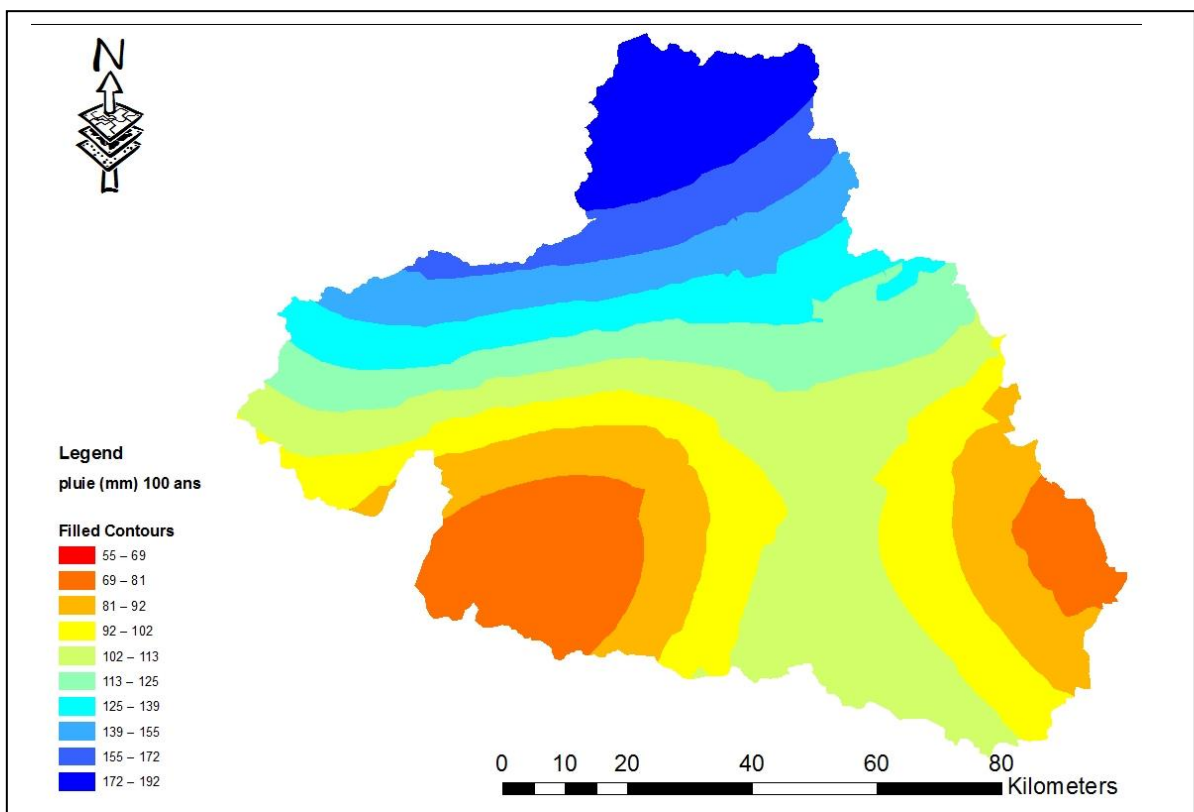 N
Legend
pluie (mm) 100 ans
Filled Contours
55 – 69
69 – 81
81 – 92
92 – 102
102 – 113
113 – 125
125 – 139
139 – 155
155 – 172
172 – 192
0 10 20 40 60 80
Kilometers